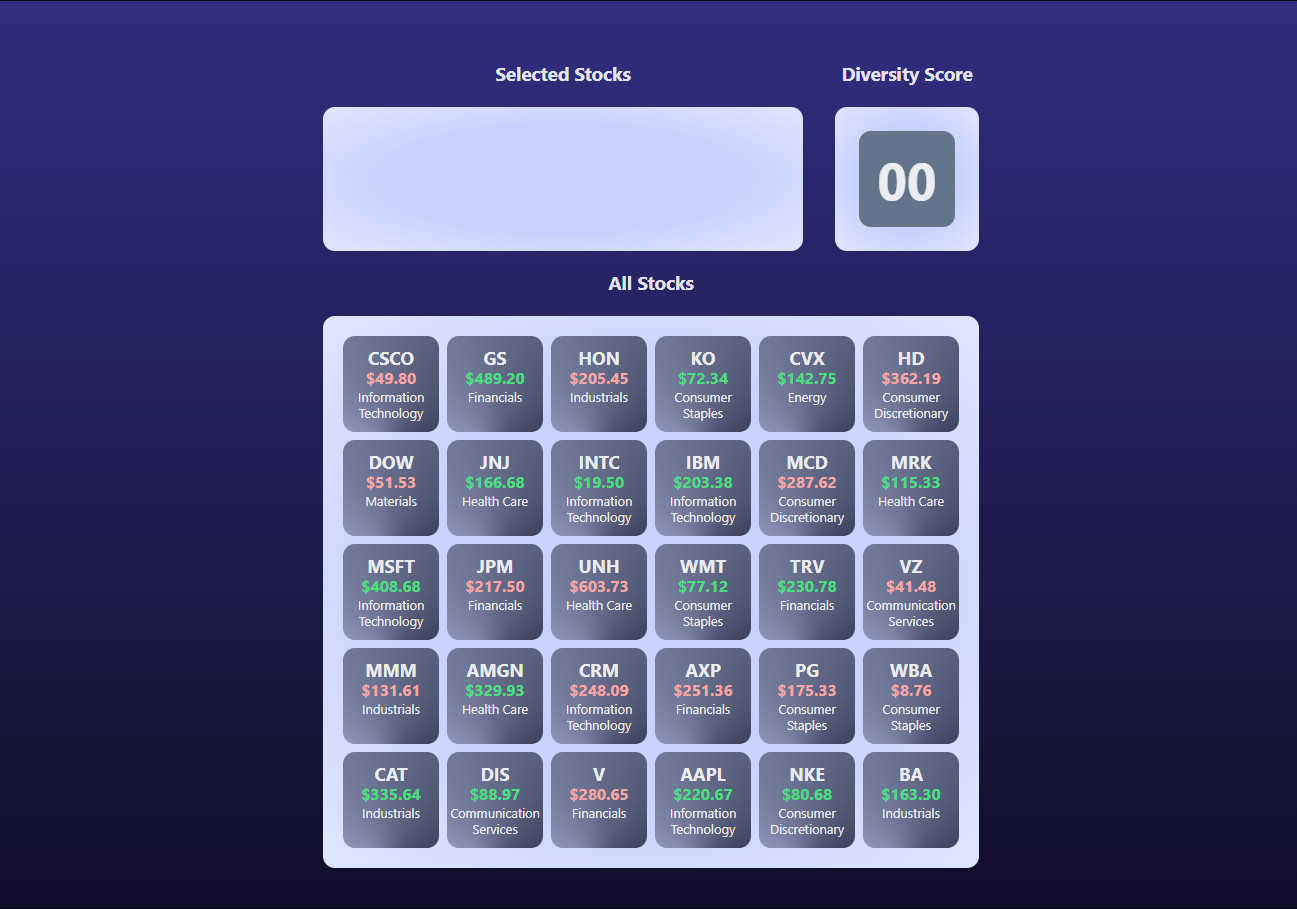 Selected Stocks
Diversity Score
00
All Stocks
CSCO
$49.80
Information
Technology
GS
$489.20
Financials
HON
$205.45
Industrials
KO
$72.34
Consumer
Staples
CVX
$142.75
Energy
HD
$362.19
Consumer
Discretionary
DOW
$51.53
Materials
JNJ
$166.68
Health Care
INTC
$19.50
Information
Technology
IBM
$203.38
Information
Technology
MCD
$287.62
Consumer
Discretionary
MRK
$115.33
Health Care
MSFT
$408.68
Information
Technology
JPM
$217.50
Financials
UNH
$603.73
Health Care
WMT
$77.12
Consumer
Staples
TRV
$230.78
Financials
VZ
$41.48
Communication
Services
MMM
$131.61
Industrials
AMGN
$329.93
Health Care
CRM
$248.09
Information
Technology
AXP
$251.36
Financials
PG
$175.33
Consumer
Staples
WBA
$8.76
Consumer
Staples
CAT
$335.64
Industrials
DIS
$88.97
Communication
Services
V
$280.65
Financials
AAPL
$220.67
Information
Technology
NKE
$80.68
Consumer
Discretionary
BA
$163.30
Industrials